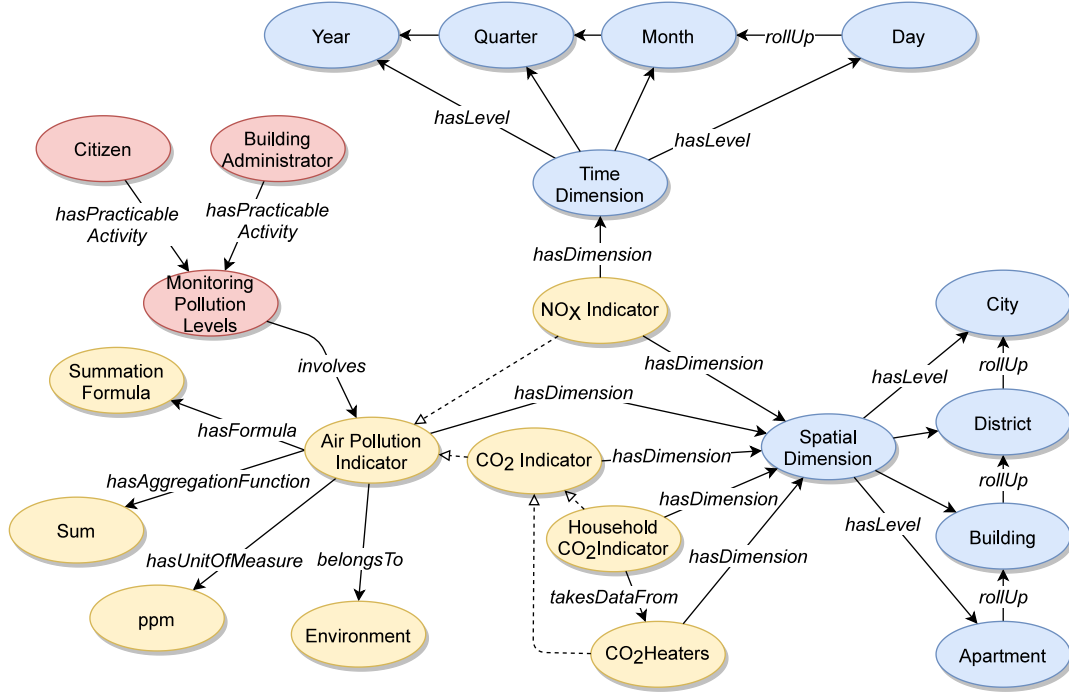 Year
Quarter
Month
rollUp
Day
hasLevel
hasLevel
Citizen
Building
Administrator
Time
Dimension
hasPracticable
Activity
hasPracticable
Activity
hasDimension
Monitoring
Pollution
Levels
NOX Indicator
City
involves
hasDimension
rollUp
hasLevel
Summation
Formula
hasDimension
hasFormula
Air Pollution
Indicator
CO2 Indicator
hasDimension
Spatial
Dimension
District
rollUp
hasAggregationFunction
hasDimension
Sum
Household
CO2Indicator
hasLevel
Building
hasUnitOfMeasure
belongsTo
hasDimension
takesDataFrom
rollUp
ppm
Environment
CO2Heaters
Apartment